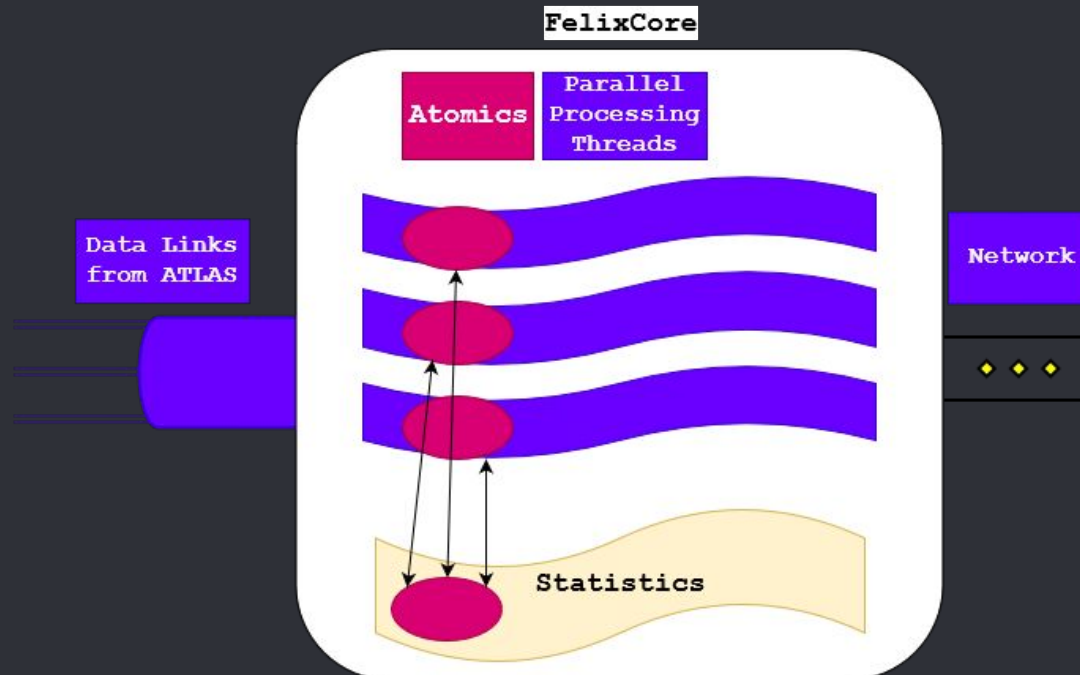 FelixCore
Atomics
Parallel
Processing
Threads
Data Links
from ATLAS
Network
Statistics